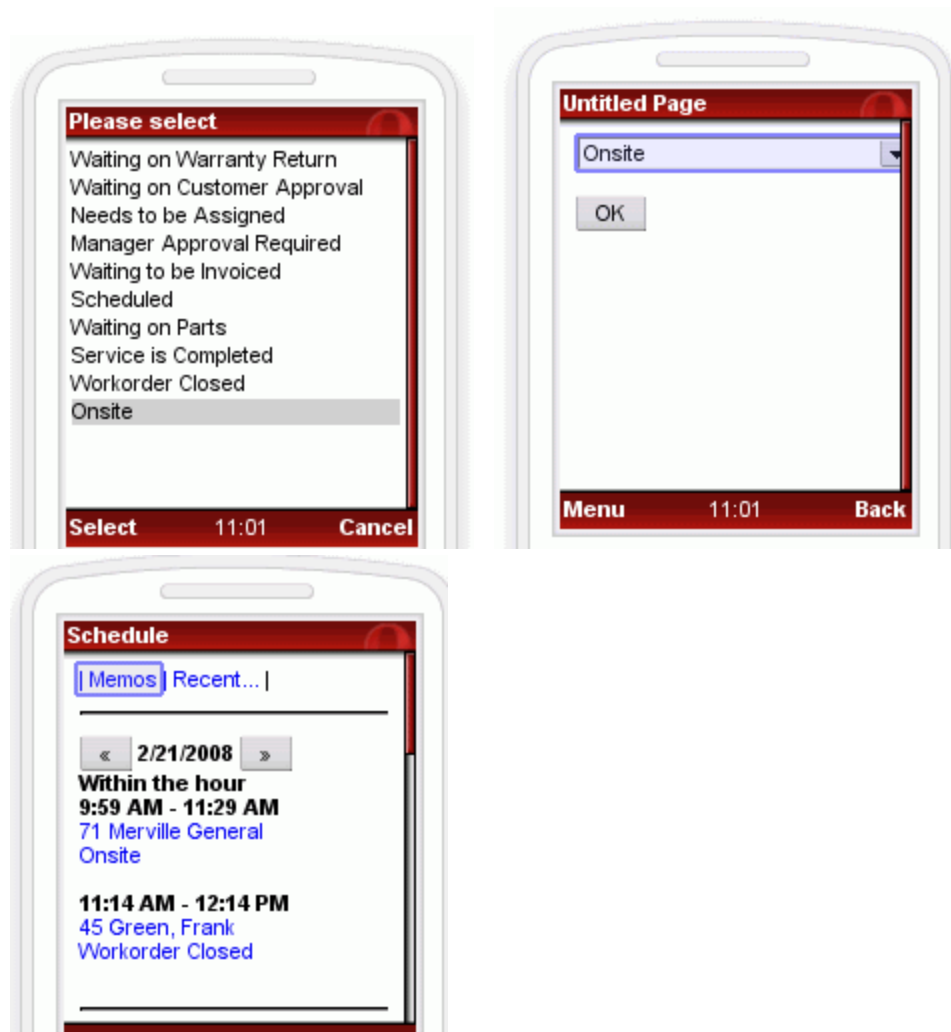 Please select
Waiting on Warranty Return
Waiting on Customer Approval
Needs to be Assigned
Manager Approval Required
Waiting to be Invoiced
Scheduled
Waiting on Parts
Service is Completed
Workorder Closed
Onsite
Select 11:01 Cancel
Untitled Page
Onsite
OK
Menu 11:01 Back
Schedule
| Memos | Recent... |
« 2/21/2008 »
Within the hour
9:59 AM - 11:29 AM
71 Merville General
Onsite
11:14 AM - 12:14 PM
45 Green, Frank
Workorder Closed